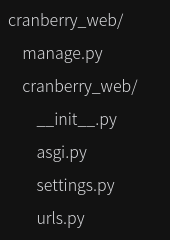 cranberry_web/
manage.py
cranberry_web/
__init__.py
asgi.py
settings.py
urls.py